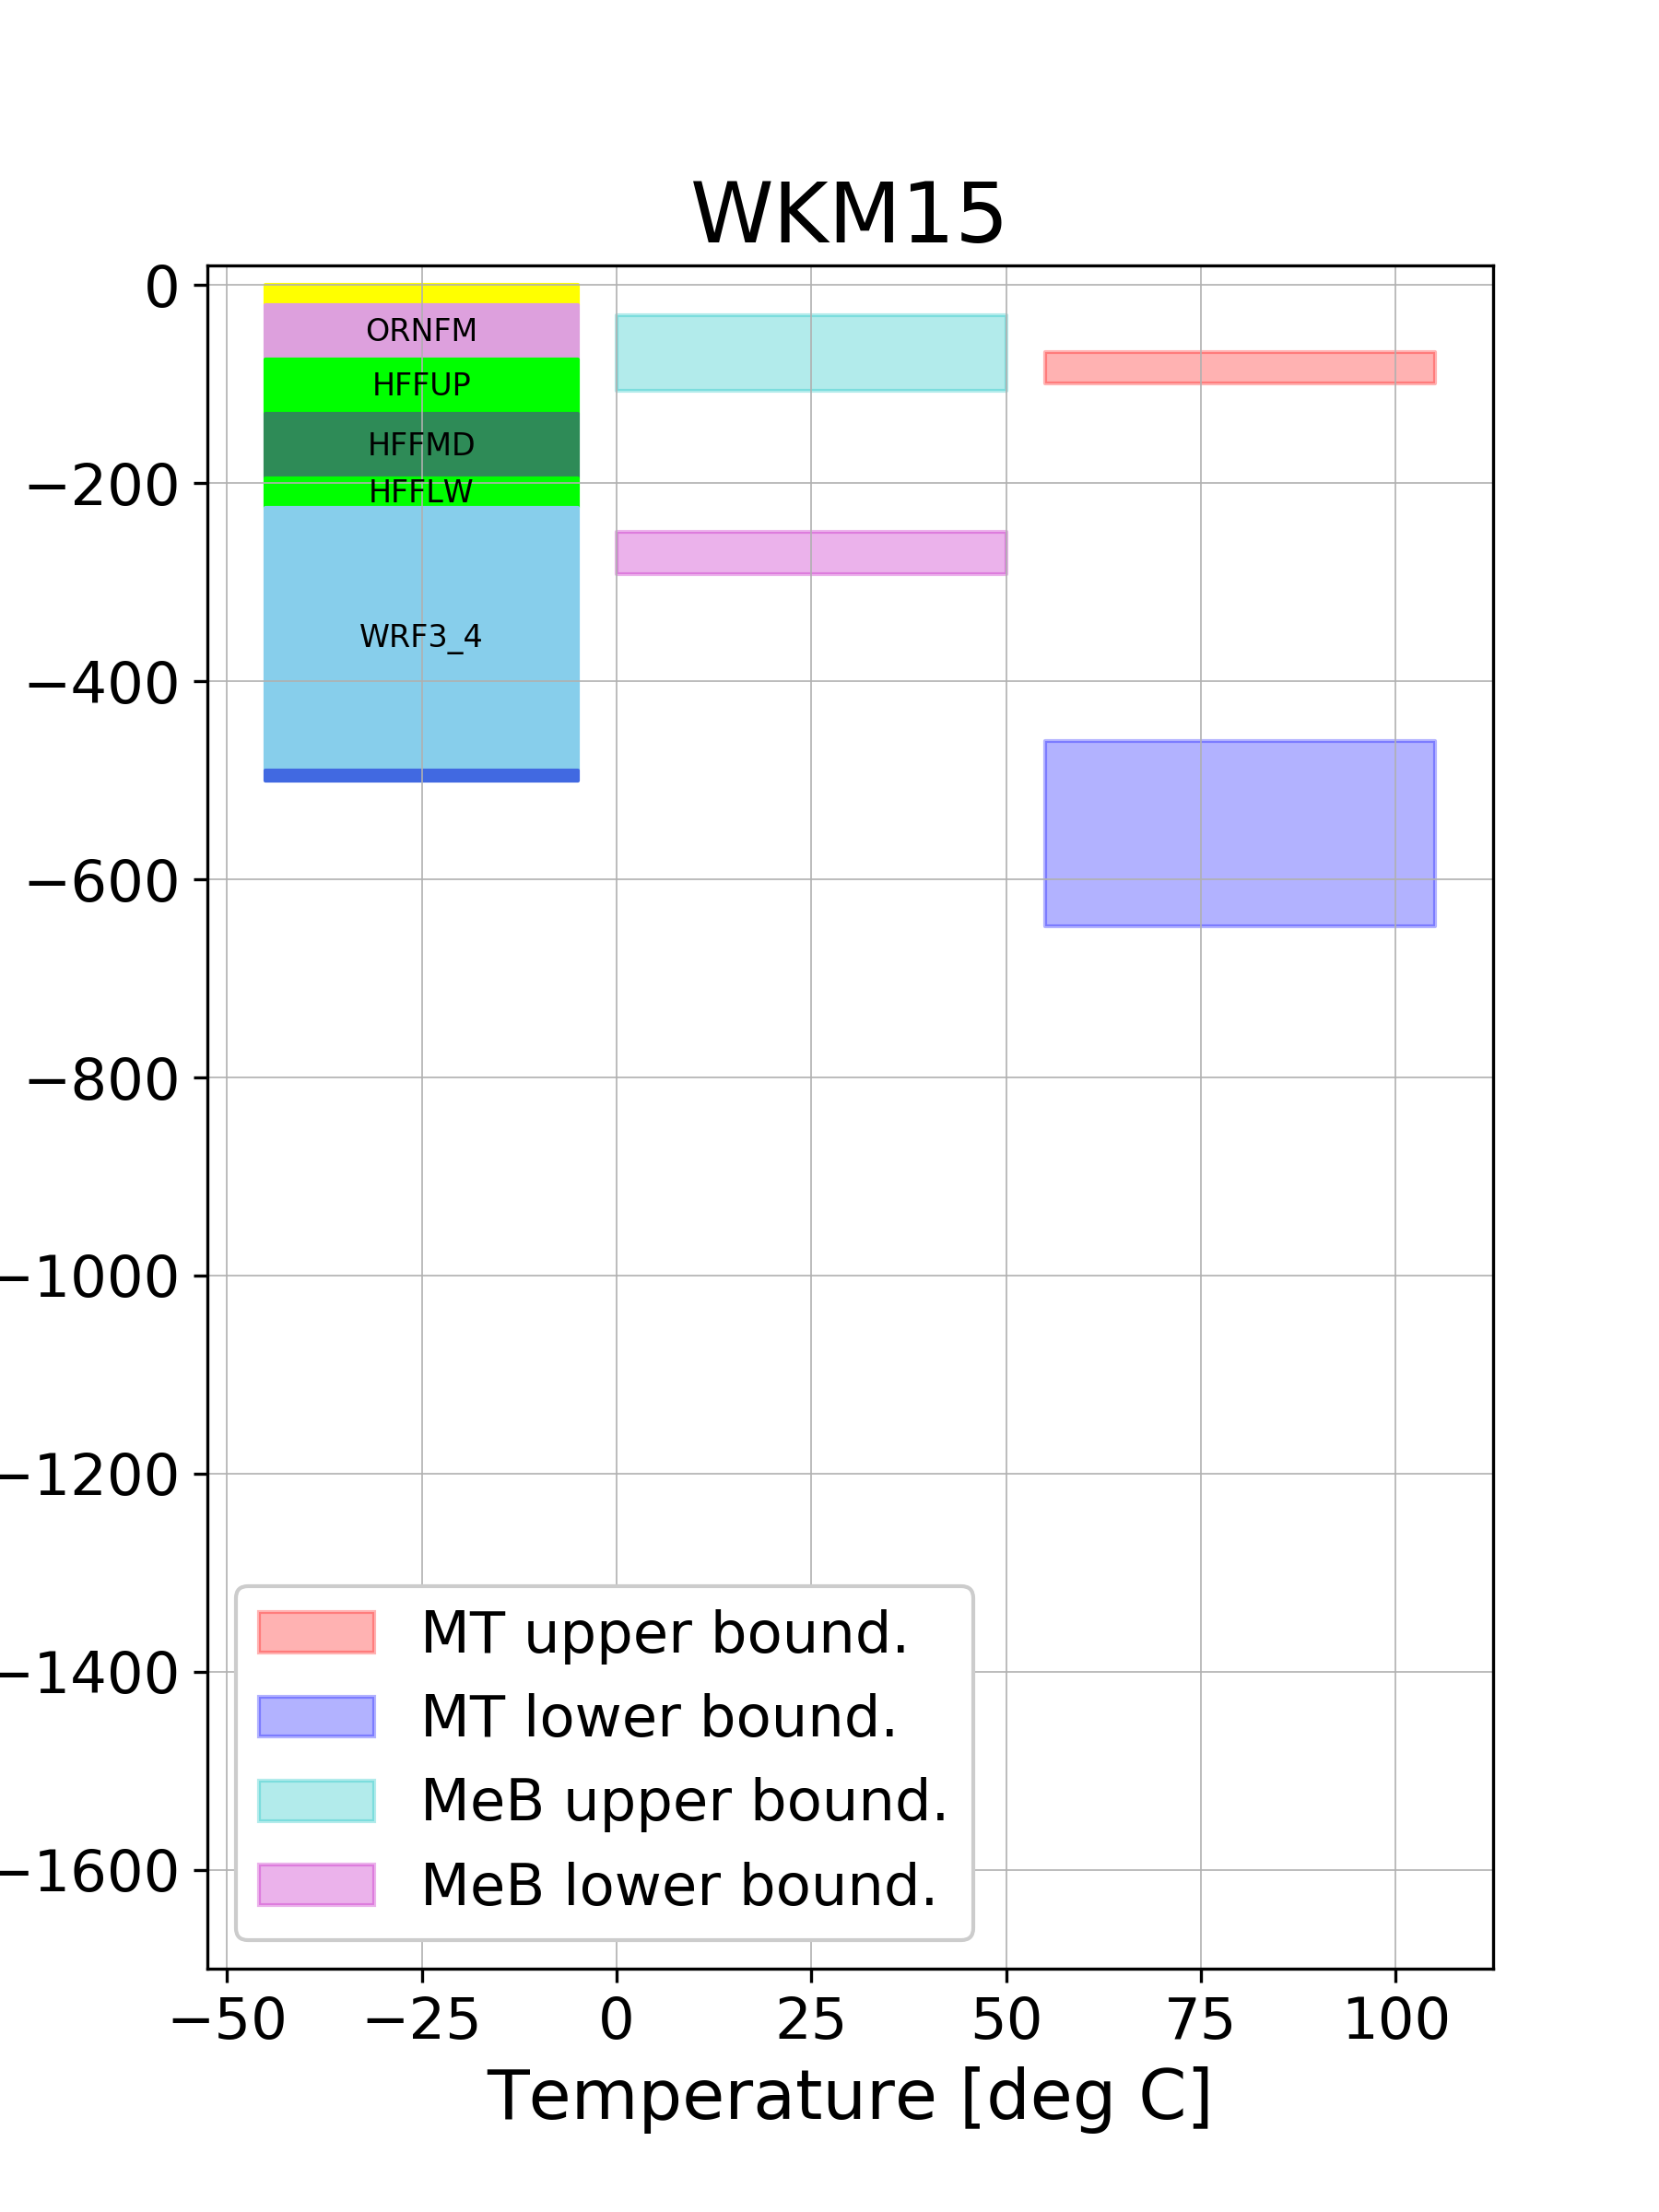 WKM15
0
−200
−400
−600
−800
−1000
−1200
−1400
−1600
ORNFM
HFFUP
HFFMD
HFFLW
WRF3_4
MT upper bound.
MT lower bound.
MeB upper bound.
MeB lower bound.
−50 −25 0 25 50 75 100
Temperature [deg C]